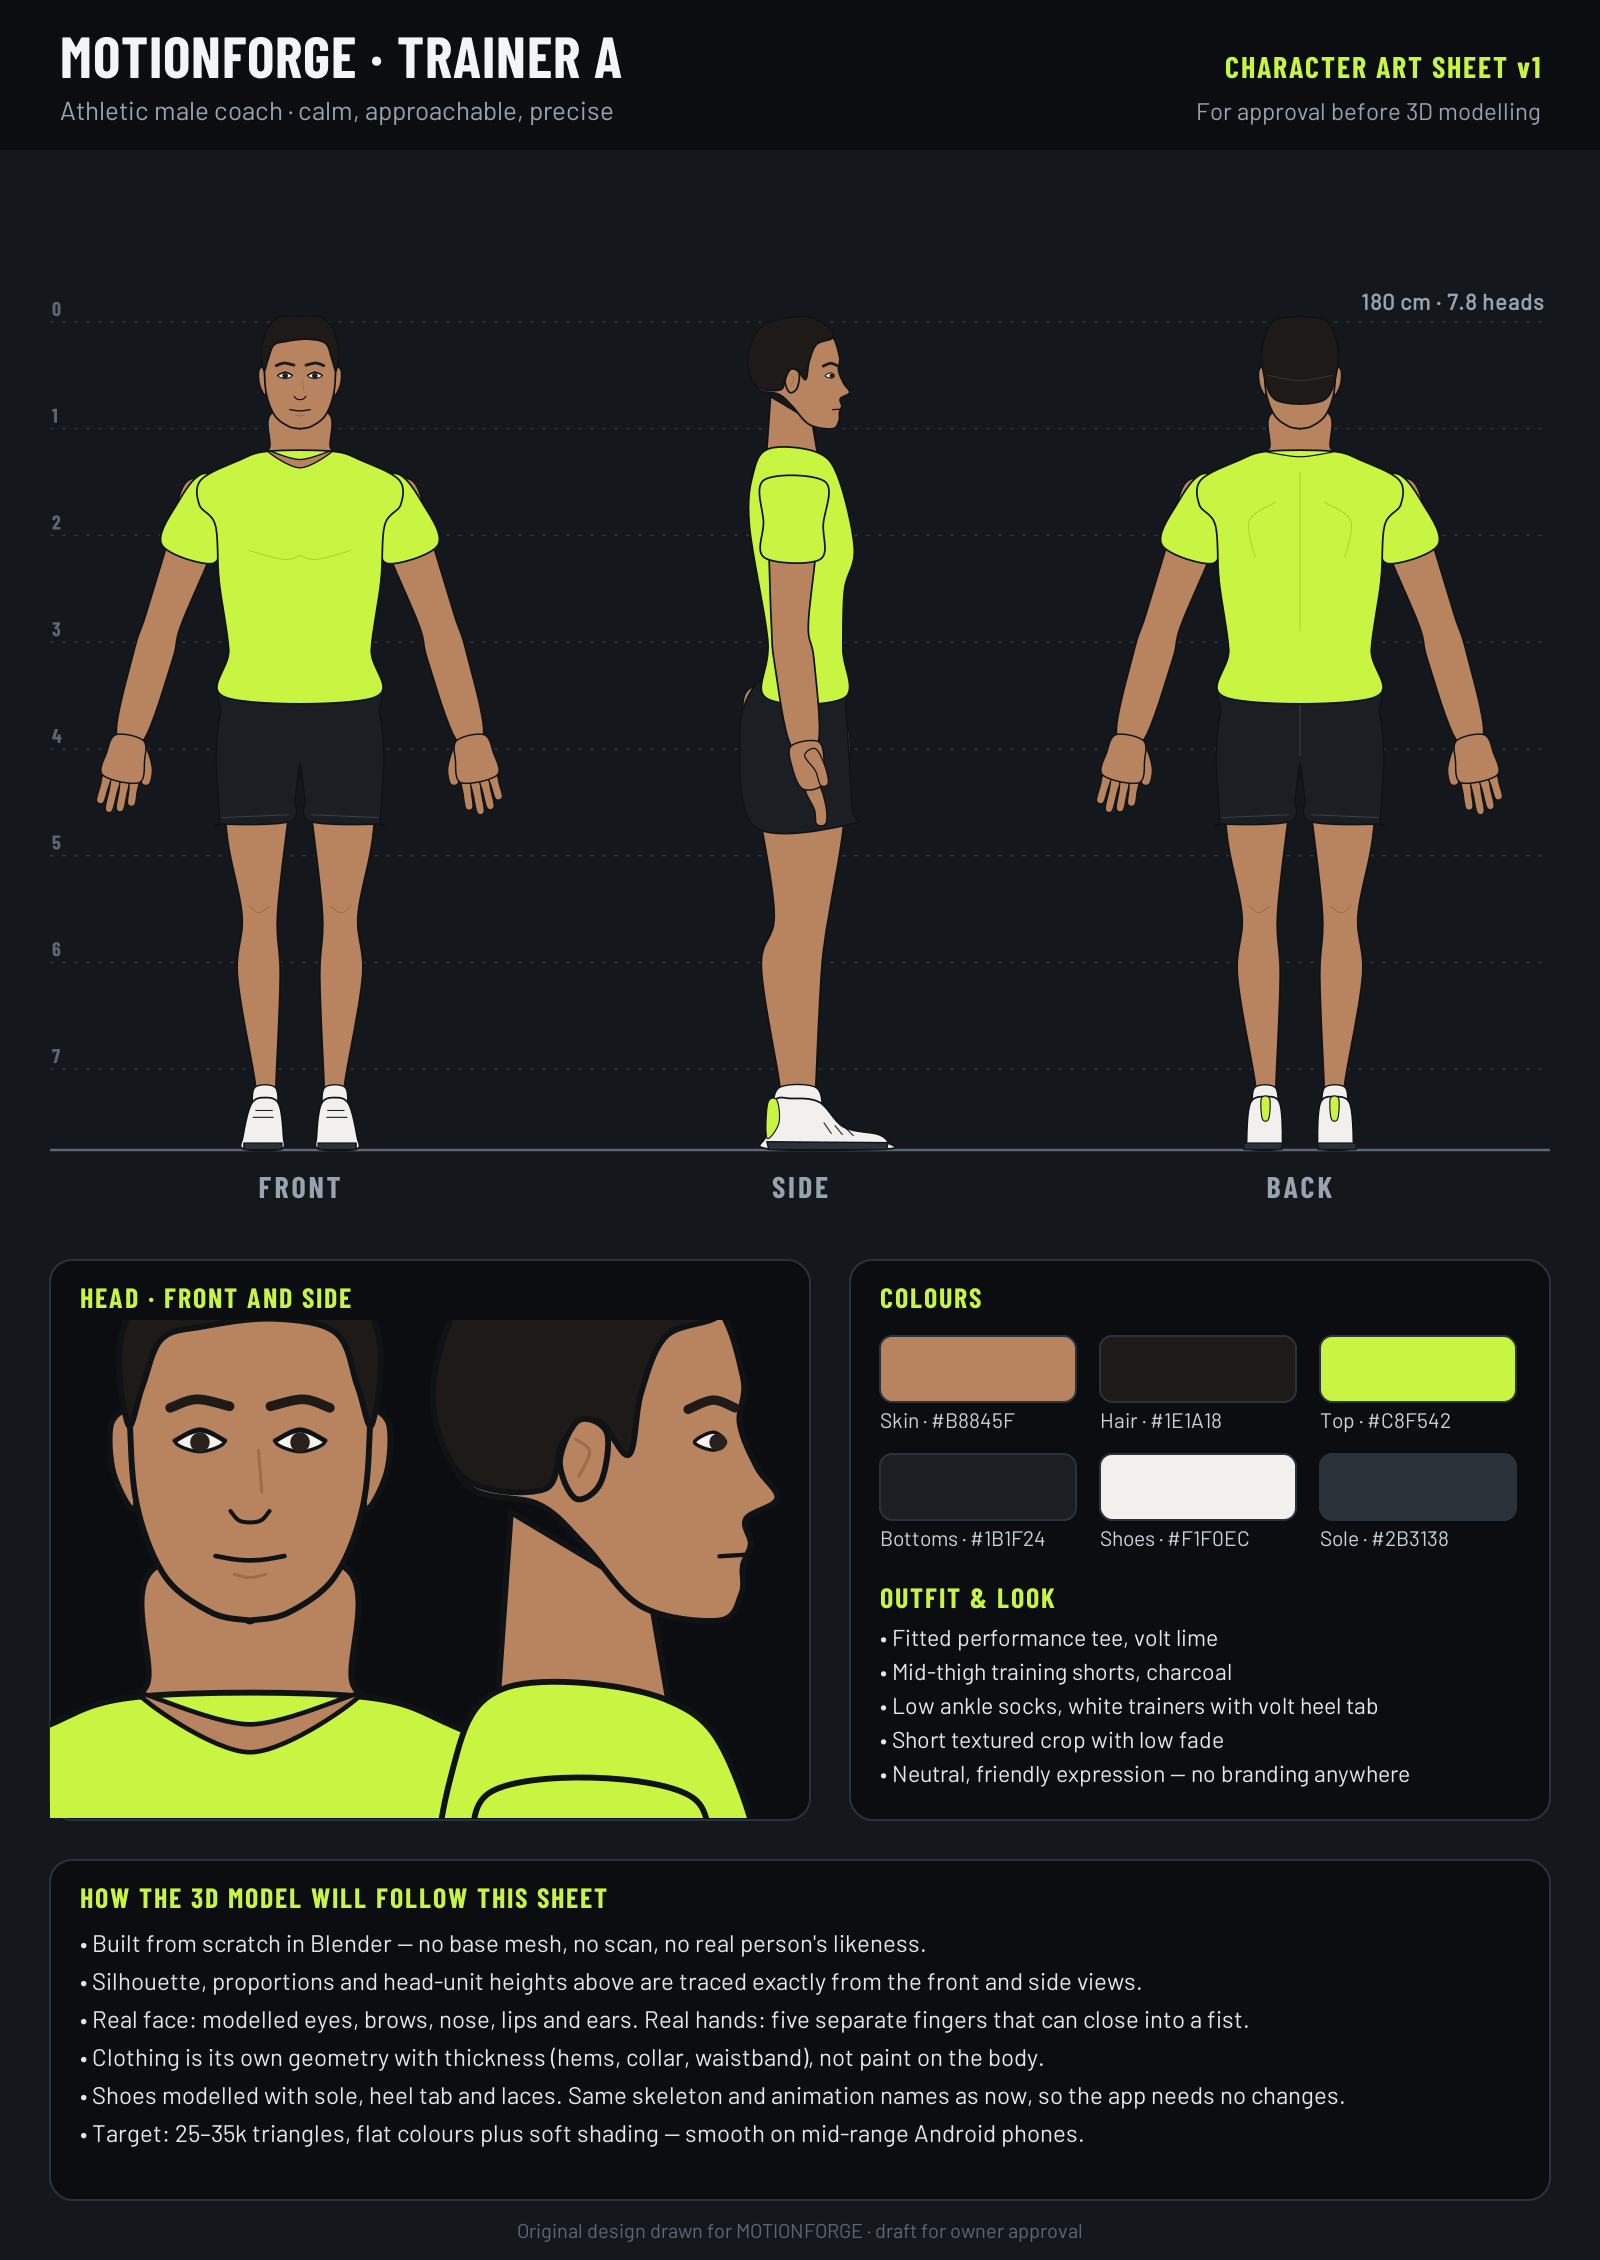 MOTIONFORGE · TRAINER A
Athletic male coach · calm, approachable, precise
CHARACTER ART SHEET v1
For approval before 3D modelling
180 cm · 7.8 heads
0
1
2
3
4
5
6
7
FRONT
SIDE
BACK
HEAD · FRONT AND SIDE
COLOURS
Skin · #B8845F
Hair · #1E1A18
Top · #C8F542
Bottoms · #1B1F24
Shoes · #F1F0EC
Sole · #2B3138
OUTFIT & LOOK
• Fitted performance tee, volt lime
• Mid-thigh training shorts, charcoal
• Low ankle socks, white trainers with volt heel tab
• Short textured crop with low fade
• Neutral, friendly expression — no branding anywhere
HOW THE 3D MODEL WILL FOLLOW THIS SHEET
• Built from scratch in Blender — no base mesh, no scan, no real person's likeness.
• Silhouette, proportions and head-unit heights above are traced exactly from the front and side views.
• Real face: modelled eyes, brows, nose, lips and ears. Real hands: five separate fingers that can close into a fist.
• Clothing is its own geometry with thickness (hems, collar, waistband), not paint on the body.
• Shoes modelled with sole, heel tab and laces. Same skeleton and animation names as now, so the app needs no changes.
• Target: 25–35k triangles, flat colours plus soft shading — smooth on mid-range Android phones.
Original design drawn for MOTIONFORGE · draft for owner approval